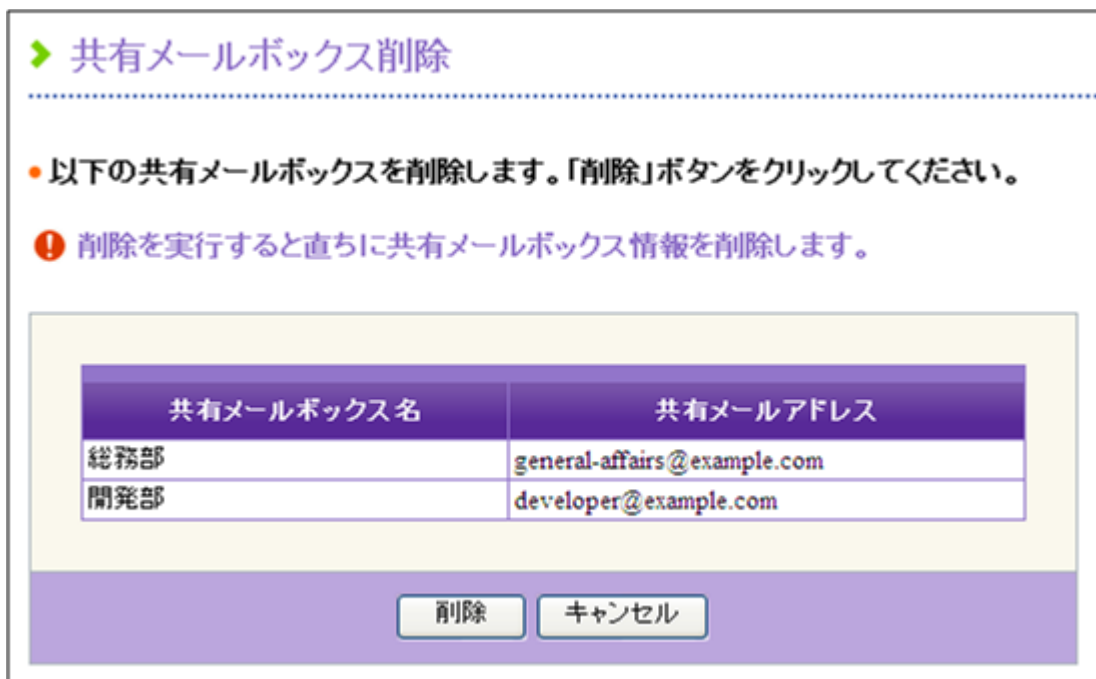 共有メールボックス削除
以下の共有メールボックスを削除します。「削除」ボタンをクリックしてください。
削除を実行すると直ちに共有メールボックス情報を削除します。
共有メールボックス名 共有メールアドレス
総務部 general-affairs@example.com
開発部 developer@example.com
削除 キャンセル